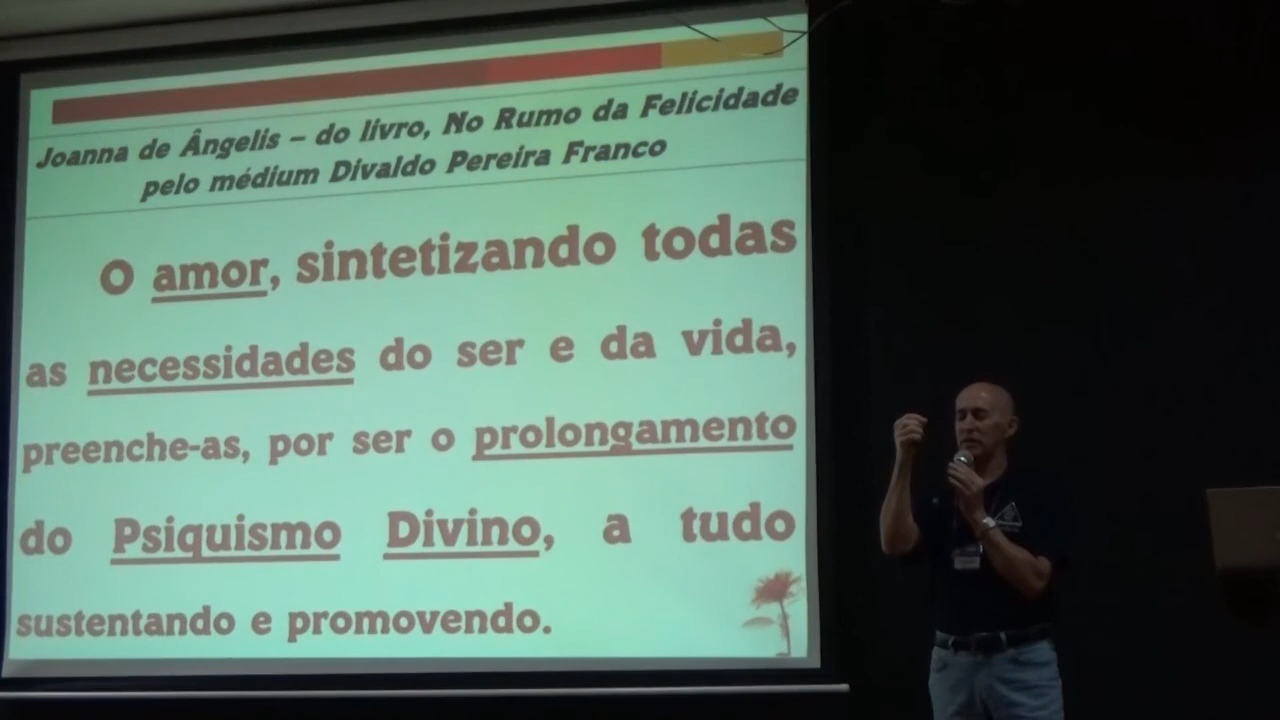 Joanna de Ângelis – do livro, No Rumo da Felicidade
pelo médium Divaldo Pereira Franco
O amor, sintetizando todas
as necessidades do ser e da vida,
preenche-as, por ser o prolongamento
do Psiquismo Divino, a tudo
sustentando e promovendo.